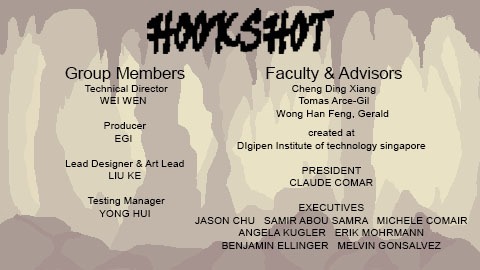 HOOKSHOT
Group Members
Technical Director
WEI WEN
Producer
EGI
Lead Designer & Art Lead
LIU KE
Testing Manager
YONG HUI
Faculty & Advisors
Cheng Ding Xiang
Tomas Arce-Gil
Wong Han Feng, Gerald
created at
DIgipen Institute of technology singapore
PRESIDENT
CLAUDE COMAR
EXECUTIVES
JASON CHU SAMIR ABOU SAMRA MICHELE COMAIR
ANGELA KUGLER ERIK MOHRMANN
BENJAMIN ELLINGER MELVIN GONSALVEZ